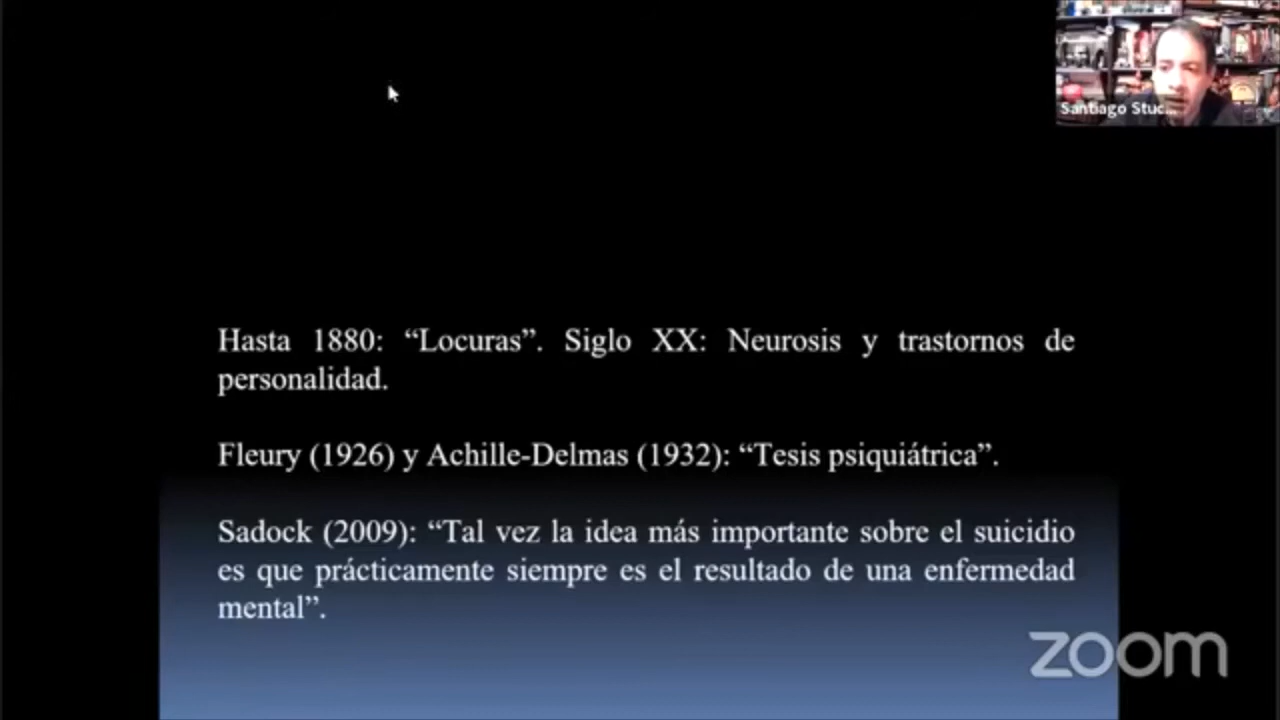 Santiago Stuc...
Hasta 1880: “Locuras”. Siglo XX: Neurosis y trastornos de
personalidad.
Fleury (1926) y Achille-Delmas (1932): “Tesis psiquiátrica”.
Sadock (2009): “Tal vez la idea más importante sobre el suicidio
es que prácticamente siempre es el resultado de una enfermedad
mental”.
zoom